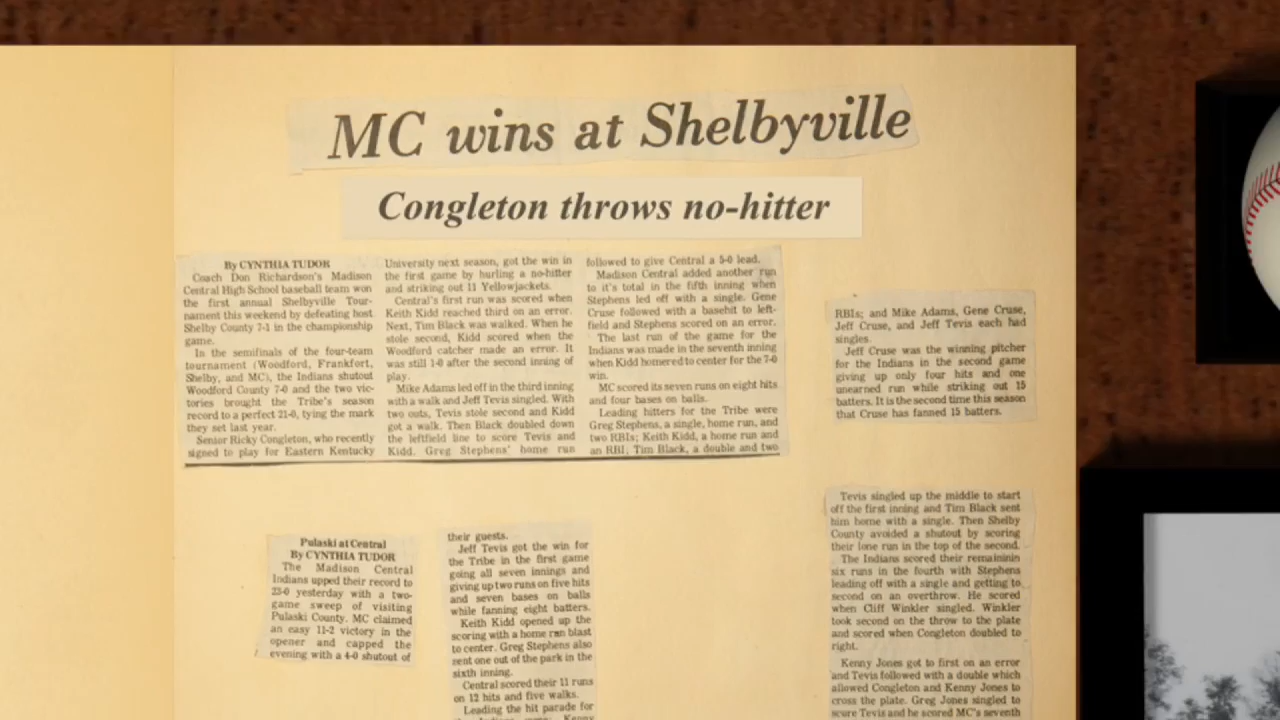 MC wins at Shelbyville
Congleton throws no-hitter
By CYNTHIA TUDOR
Coach Don Richardson's Madison
Central High School baseball team won
the first annual Shelbyville Tour-
nament this weekend by defeating host
Shelby County 7-1 in the championship
game.
In the semifinals of the four-team
tournament (Woodford, Frankfort,
Shelby, and MC), the Indians shutout
Woodford County 7-0 and the two vic-
tories brought the Tribe's season
record to a perfect 21-0, tying the mark
they set last year.
Senior Ricky Congleton, who recently
signed to play for Eastern Kentucky
University next season, got the win in
the first game by hurling a no-hitter
and striking out 11 Yellowjackets.
Central's first run was scored when
Keith Kidd reached third on an error.
Next, Tim Black was walked. When he
stole second, Kidd scored when the
Woodford catcher made an error. It
was still 1-0 after the second inning of
play.
Mike Adams led off in the third inning
with a walk and Jeff Tevis singled. With
two outs, Tevis stole second and Kidd
got a walk. Then Black doubled down
the leftfield line to score Tevis and
Kidd. Greg Stephens' home run
followed to give Central a 5-0 lead.
Madison Central added another run
to it's total in the fifth inning when
Stephens led off with a single. Gene
Cruse followed with a basehit to left-
field and Stephens scored on an error.
The last run of the game for the
Indians was made in the seventh inning
when Kidd homered to center for the 7-0
win.
MC scored its seven runs on eight hits
and four bases on balls.
Leading hitters for the Tribe were
Greg Stephens, a single, home run, and
two RBIs; Keith Kidd, a home run and
an RBI; Tim Black, a double and two
RBIs; and Mike Adams, Gene Cruse,
Jeff Cruse, and Jeff Tevis each had
singles.
Jeff Cruse was the winning pitcher
for the Indians in the second game
giving up only four hits and one
unearned run while striking out 15
batters. It is the second time this season
that Cruse has fanned 15 batters.
Tevis singled up the middle to start
off the first inning and Tim Black sent
him home with a single. Then Shelby
County avoided a shutout by scoring
their lone run in the top of the second.
The Indians scored their remainin
six runs in the fourth with Stephens
leading off with a single and getting to
second on an overthrow. He scored
when Cliff Winkler singled. Winkler
took second on the throw to the plate
and scored when Congleton doubled to
right.
Kenny Jones got to first on an error
and Tevis followed with a double which
allowed Congleton and Kenny Jones to
cross the plate. Greg Jones singled to
score Tevis and he scored MC's seventh
Pulaski at Central
By CYNTHIA TUDOR
The Madison Central
Indians upped their record to
23-0 yesterday with a two-
game sweep of visiting
Pulaski County. MC claimed
an easy 11-2 victory in the
opener and capped the
evening with a 4-0 shutout of
their guests.
Jeff Tevis got the win for
the Tribe in the first game
going all seven innings and
giving up two runs on five hits
and seven bases on balls
while fanning eight batters.
Keith Kidd opened up the
scoring with a home run blast
to center. Greg Stephens also
sent one out of the park in the
sixth inning.
Central scored their 11 runs
on 12 hits and five walks.
Leading the hit parade for
Kenny